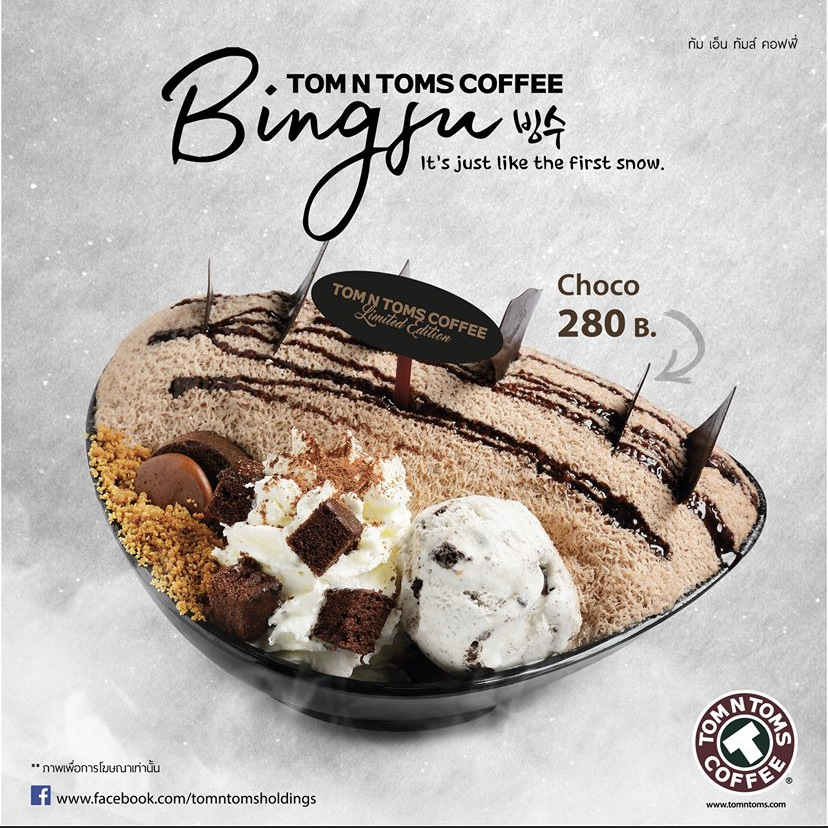 ทัม เอ็น ทัมส์ คอฟฟี่
TOM N TOMS COFFEE
Bingsu 빙수
It's just like the first snow.
Choco
280 B.
TOM N TOMS COFFEE
Limited Edition
TOM N TOMS
COFFEE
®
www.tomntoms.com
** ภาพเพื่อการโฆษณาเท่านั้น
f www.facebook.com/tomntomsholdings